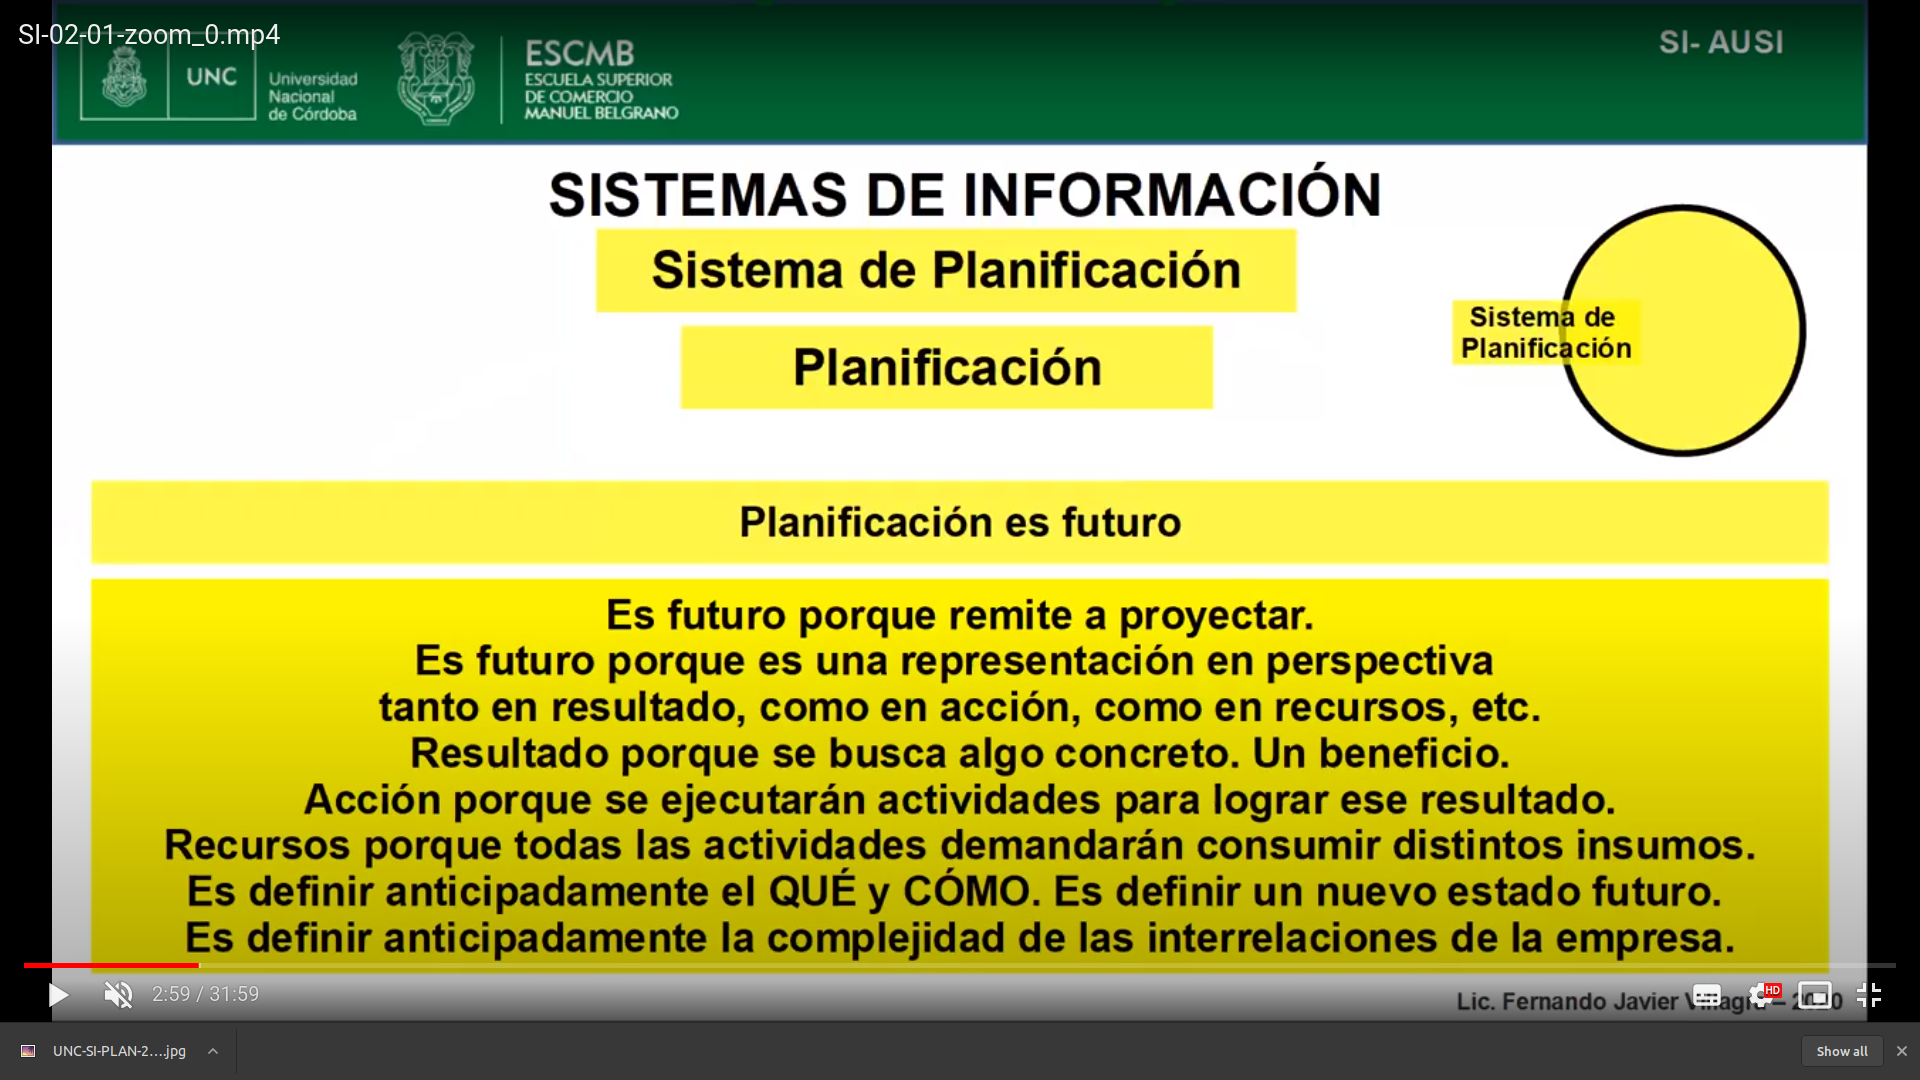 SI-02-01-zoom_0.mp4
UNC
Universidad
Nacional
de Córdoba
ESCMB
ESCUELA SUPERIOR
DE COMERCIO
MANUEL BELGRANO
SI- AUSI
SISTEMAS DE INFORMACIÓN
Sistema de Planificación
Planificación
Sistema de
Planificación
Planificación es futuro
Es futuro porque remite a proyectar.
Es futuro porque es una representación en perspectiva
tanto en resultado, como en acción, como en recursos, etc.
Resultado porque se busca algo concreto. Un beneficio.
Acción porque se ejecutarán actividades para lograr ese resultado.
Recursos porque todas las actividades demandarán consumir distintos insumos.
Es definir anticipadamente el QUÉ y CÓMO. Es definir un nuevo estado futuro.
Es definir anticipadamente la complejidad de las interrelaciones de la empresa.
2:59 / 31:59
HD
Lic. Fernando Javier
UNC-SI-PLAN-2....jpg
Show all